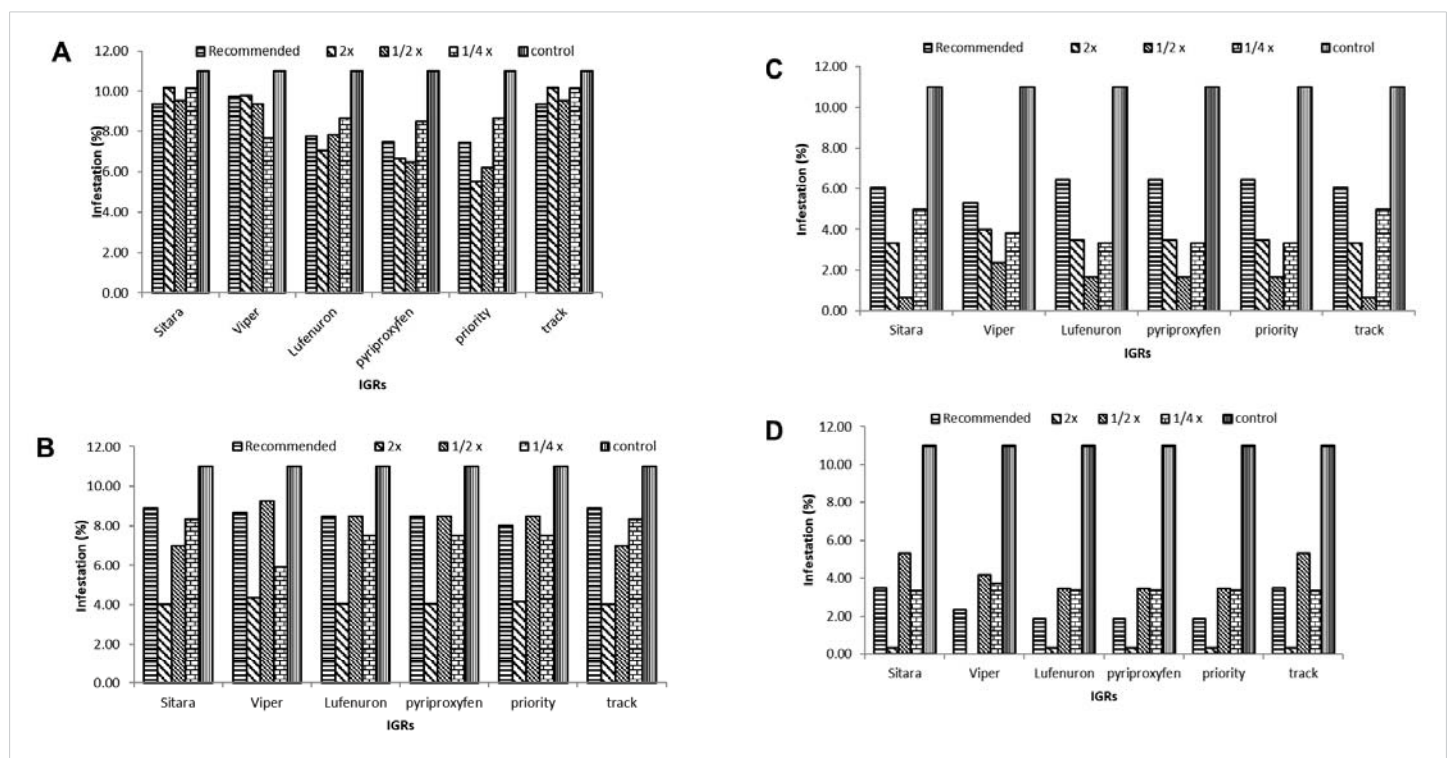 A
Recommended 2x 1/2 x 1/4 x control
12.00
10.00
8.00
6.00
4.00
2.00
0.00
Infestation (%)
Sitara Viper Lufenuron pyriproxyfen priority track
IGRs
B
Recommended 2x 1/2 x 1/4 x control
12.00
10.00
8.00
6.00
4.00
2.00
0.00
Infestation (%)
Sitara Viper Lufenuron pyriproxyfen priority track
IGRs
C
Recommended 2x 1/2 x 1/4 x control
12.00
10.00
8.00
6.00
4.00
2.00
0.00
Infestation (%)
Sitara Viper Lufenuron pyriproxyfen priority track
IGRs
D
Recommended 2x 1/2 x 1/4 x control
12.00
10.00
8.00
6.00
4.00
2.00
0.00
Infestation (%)
Sitara Viper Lufenuron pyriproxyfen priority track
IGRs